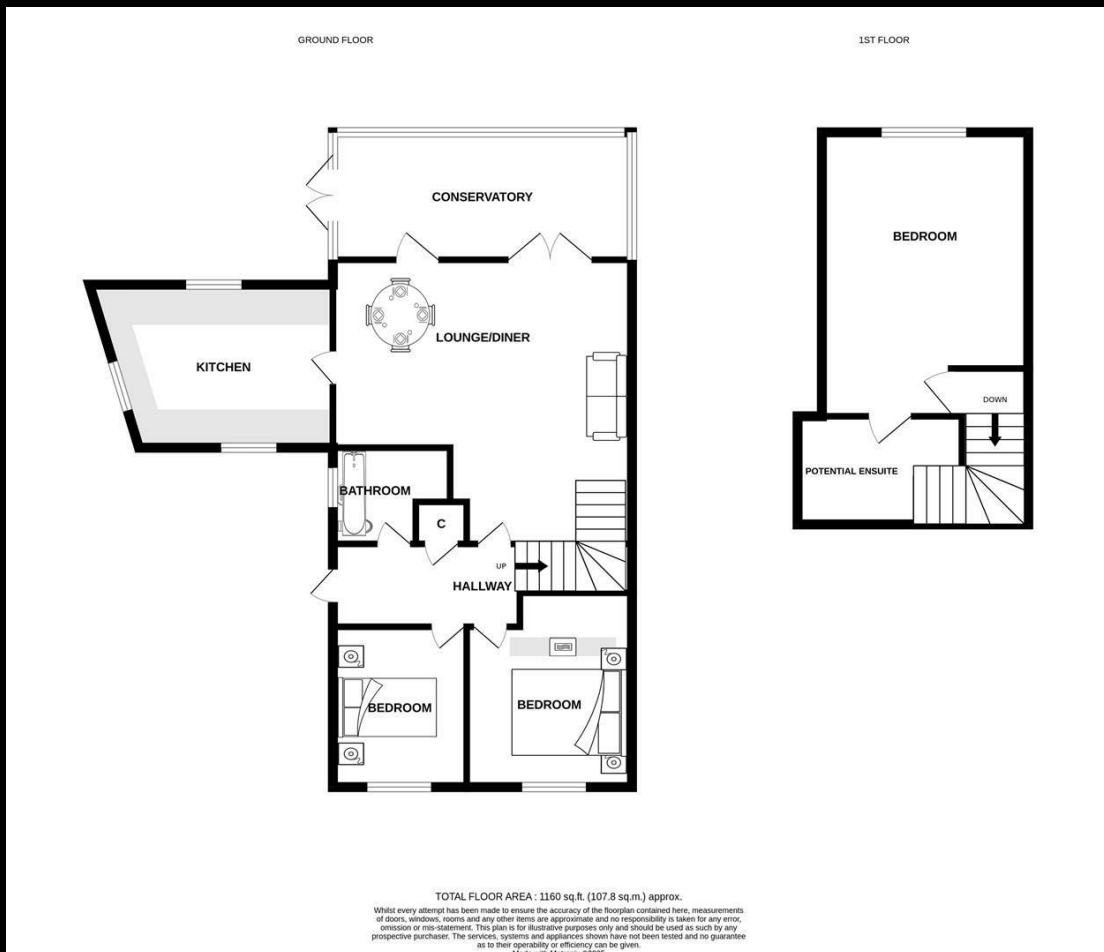 GROUND FLOOR
1ST FLOOR
CONSERVATORY
BEDROOM
LOUNGE/DINER
KITCHEN
DOWN
POTENTIAL ENSUITE
BATHROOM
C
UP
HALLWAY
BEDROOM
BEDROOM
TOTAL FLOOR AREA : 1160 sq.ft. (107.8 sq.m.) approx.
Whilst every attempt has been made to ensure the accuracy of the floorplan contained here, measurements
of doors, windows, rooms and any other items are approximate and no responsibility is taken for any error,
omission or mis-statement. This plan is for illustrative purposes only and should be used as such by any
prospective purchaser. The services, systems and appliances shown have not been tested and no guarantee
as to their operability or efficiency can be given.
Made with Metropix ©2025